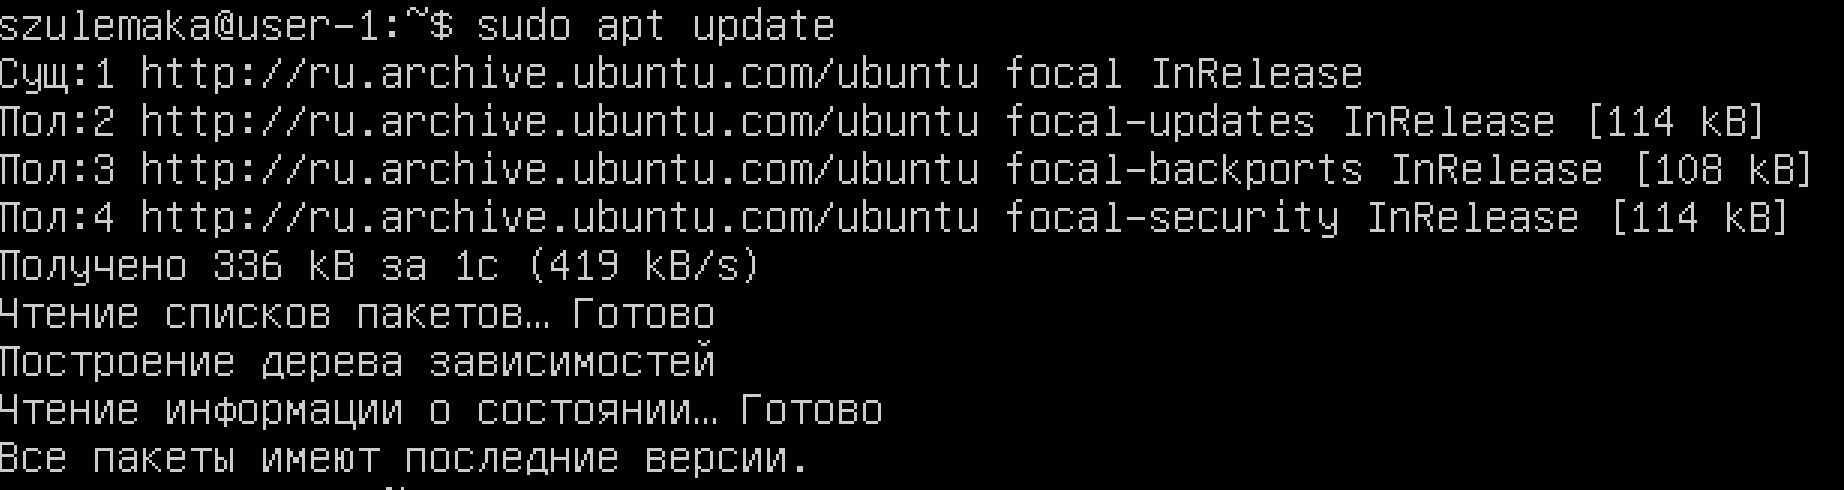 szulemaka@user-1:~$ sudo apt update
Сущ:1 http://ru.archive.ubuntu.com/ubuntu focal InRelease
Пол:2 http://ru.archive.ubuntu.com/ubuntu focal-updates InRelease [114 kB]
Пол:3 http://ru.archive.ubuntu.com/ubuntu focal-backports InRelease [108 kB]
Пол:4 http://ru.archive.ubuntu.com/ubuntu focal-security InRelease [114 kB]
Получено 336 kB за 1с (419 kB/s)
Чтение списков пакетов… Готово
Построение дерева зависимостей
Чтение информации о состоянии… Готово
Все пакеты имеют последние версии.